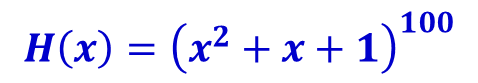 H(x) = (x² + x + 1)¹⁰⁰